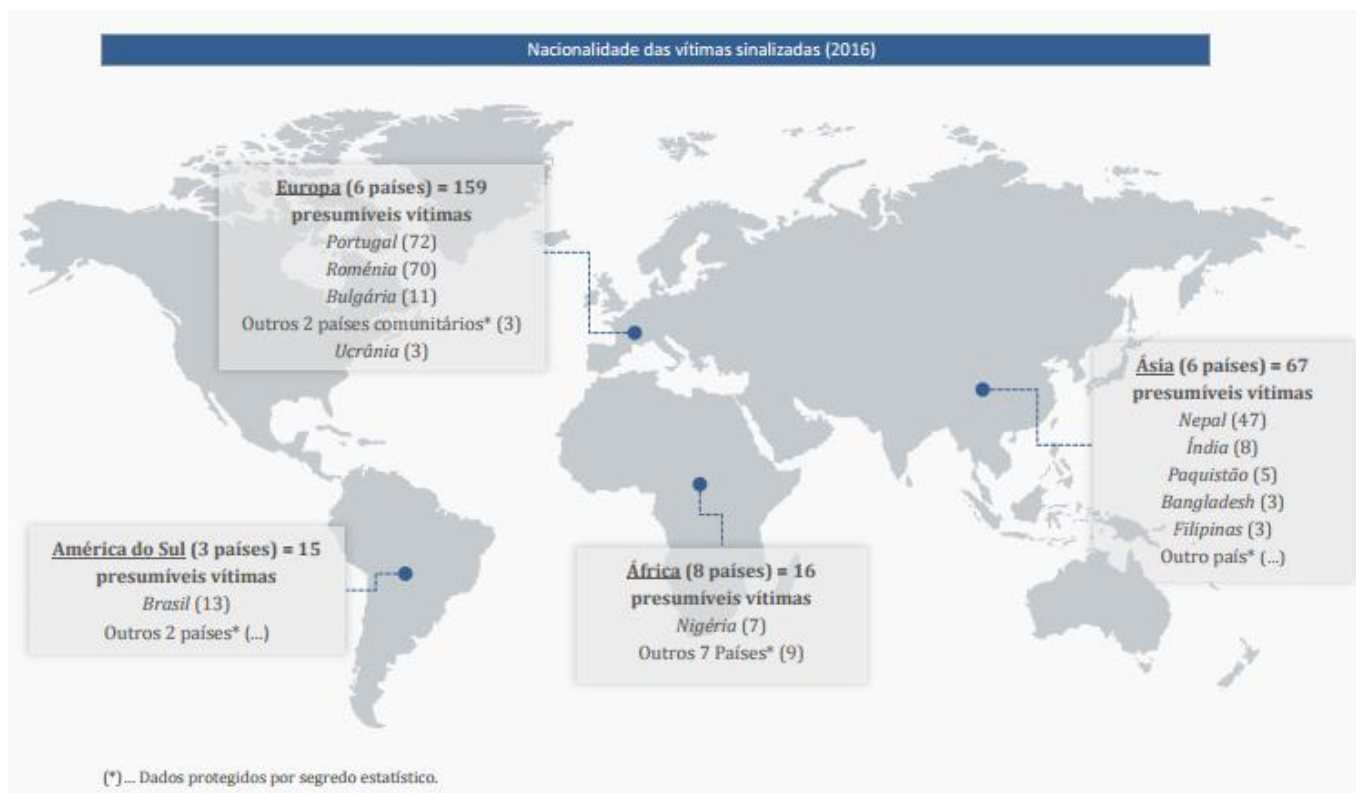 Nacionalidade das vítimas sinalizadas (2016)
Europa (6 países) = 159
presumíveis vítimas
Portugal (72)
Roménia (70)
Bulgária (11)
Outros 2 países comunitários* (3)
Ucrânia (3)
Ásia (6 países) = 67
presumíveis vítimas
Nepal (47)
Índia (8)
Paquistão (5)
Bangladesh (3)
Filipinas (3)
Outro país* (...)
América do Sul (3 países) = 15
presumíveis vítimas
Brasil (13)
Outros 2 países* (...)
África (8 países) = 16
presumíveis vítimas
Nigéria (7)
Outros 7 Países* (9)
(*)... Dados protegidos por segredo estatístico.